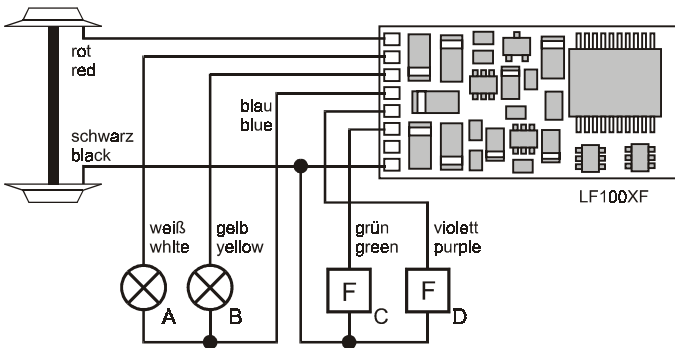 rot
red
blau
blue
schwarz
black
LF100XF
weiß
whlte
gelb
yellow
grün
green
violett
purple
F
F
A
B
C
D